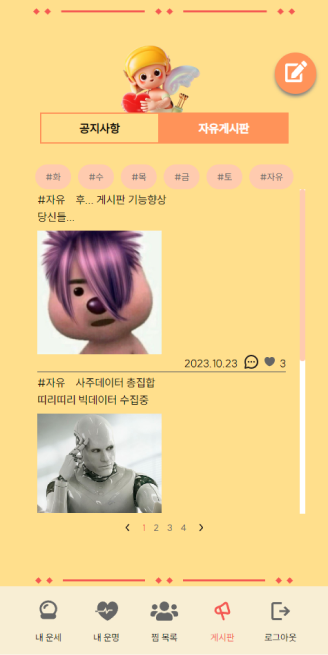 공지사항
자유게시판
#화 #수 #목 #금 #토 #자유
#자유 후... 게시판 기능향상
당신들...
2023.10.23 3
#자유 사주데이터 총집합
띠리띠리 빅데이터 수집중
1 2 3 4
내 운세 내 운명 찜 목록 게시판 로그아웃